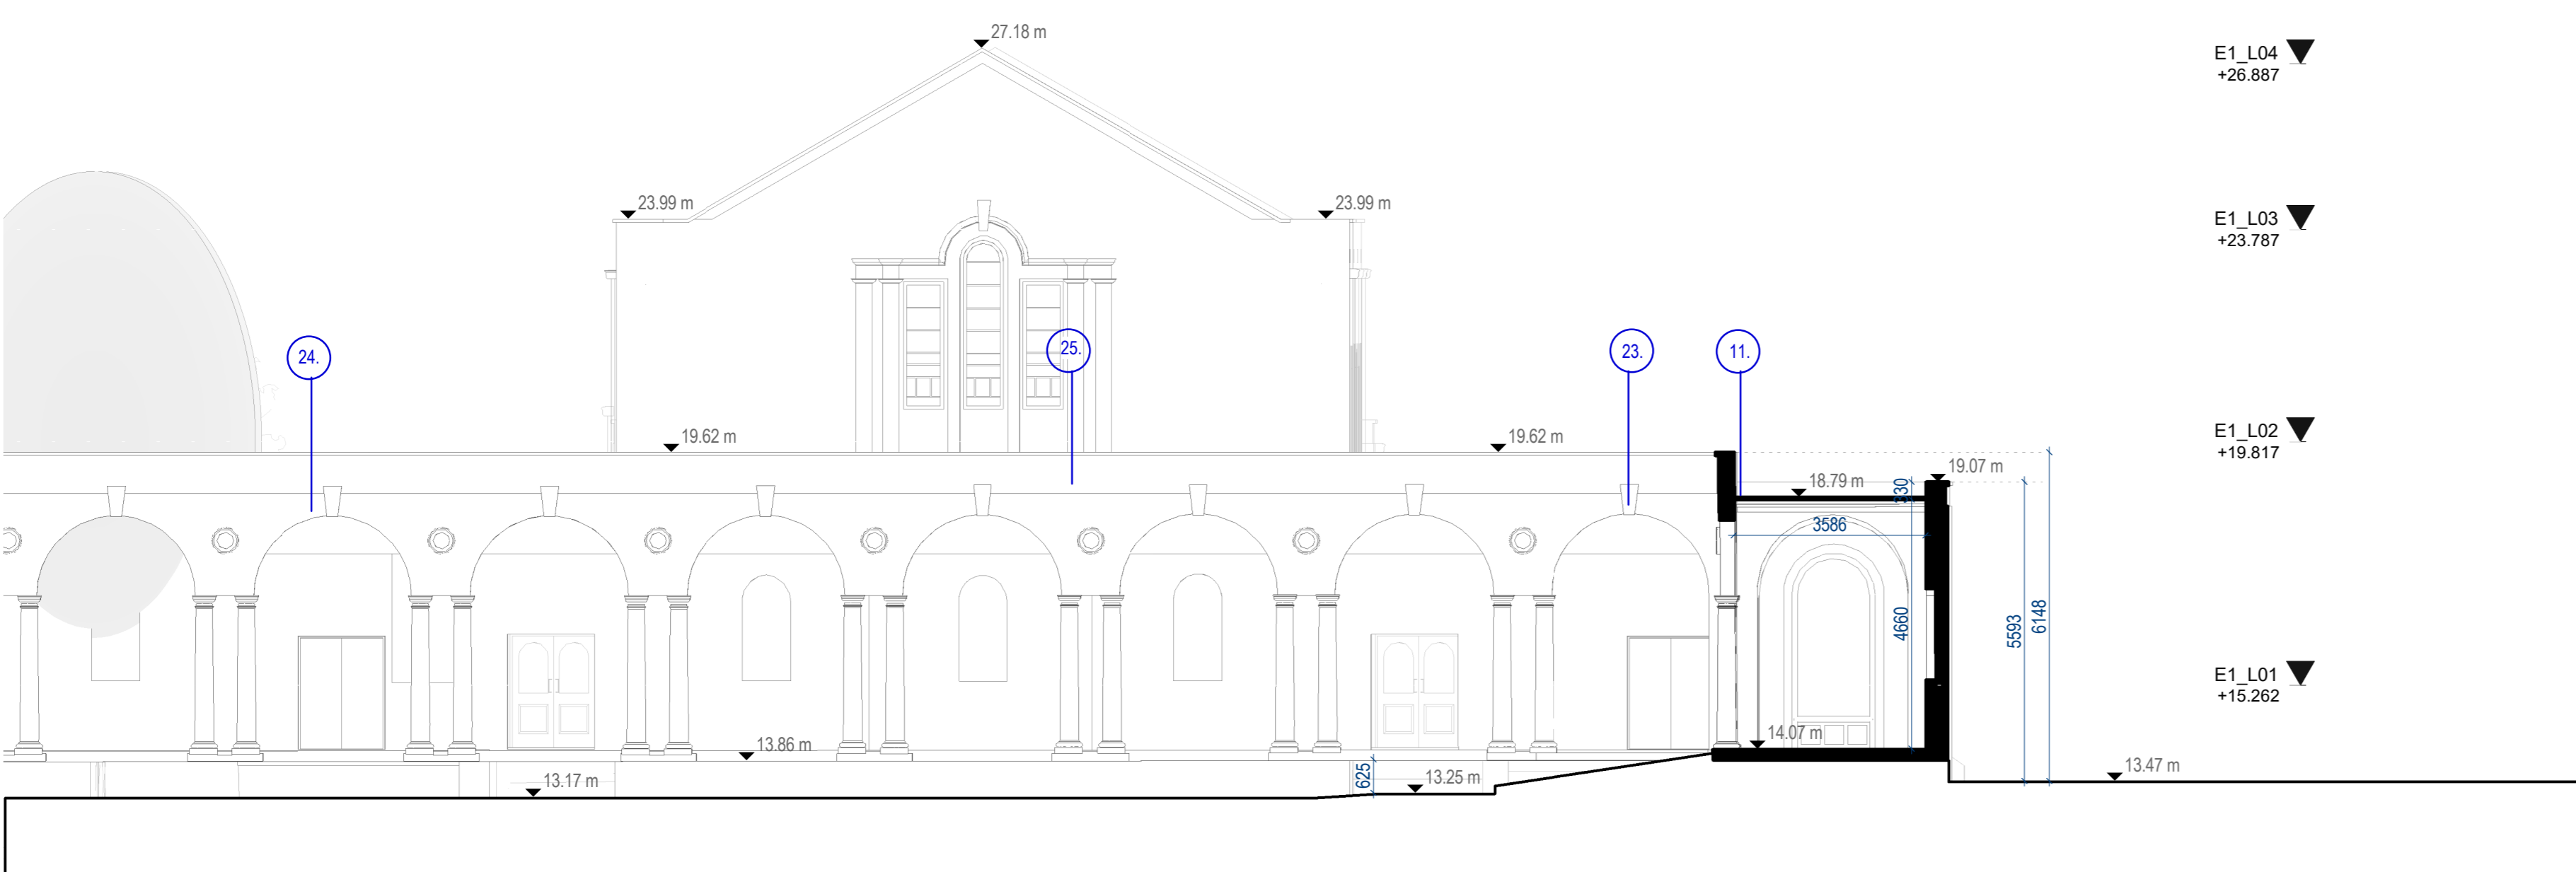 27.18 m
E1_L04
+26.887
23.99 m
23.99 m
E1_L03
+23.787
24.
25.
23.
11.
19.62 m
19.62 m
E1_L02
+19.817
19.07 m
18.79 m
330
3586
4660
5593
6148
E1_L01
+15.262
14.07 m
13.86 m
13.47 m
625
13.17 m
13.25 m